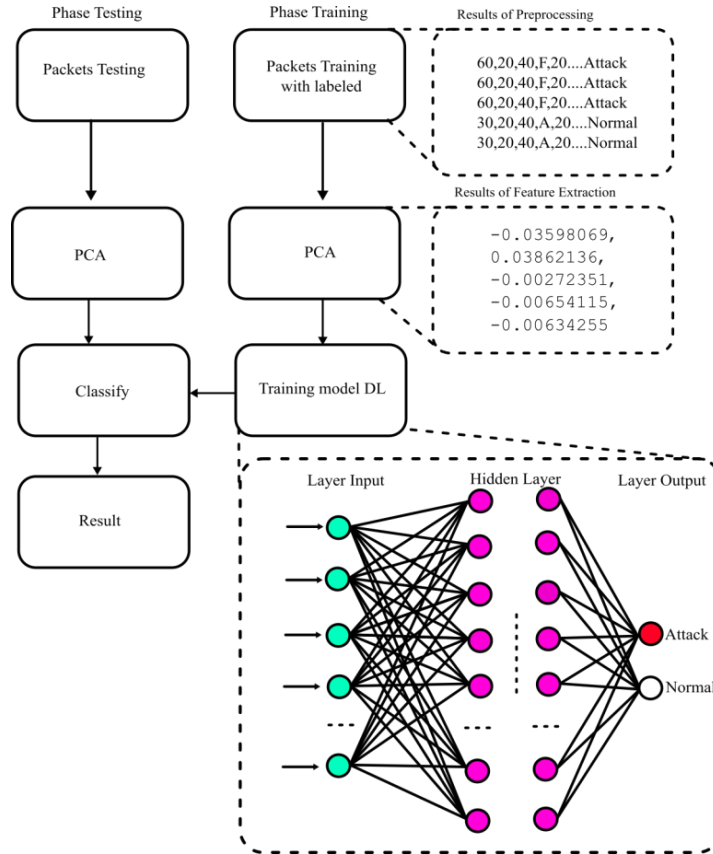 Phase Testing
Phase Training
Results of Preprocessing
Packets Testing
Packets Training
with labeled
60,20,40,F,20....Attack
60,20,40,F,20....Attack
60,20,40,F,20....Attack
30,20,40,A,20....Normal
30,20,40,A,20....Normal
Results of Feature Extraction
PCA
PCA
-0.03598069,
0.03862136,
-0.00272351,
-0.00654115,
-0.00634255
Classify
Training model DL
Result
Layer Input
Hidden Layer
Layer Output
Attack
Normal